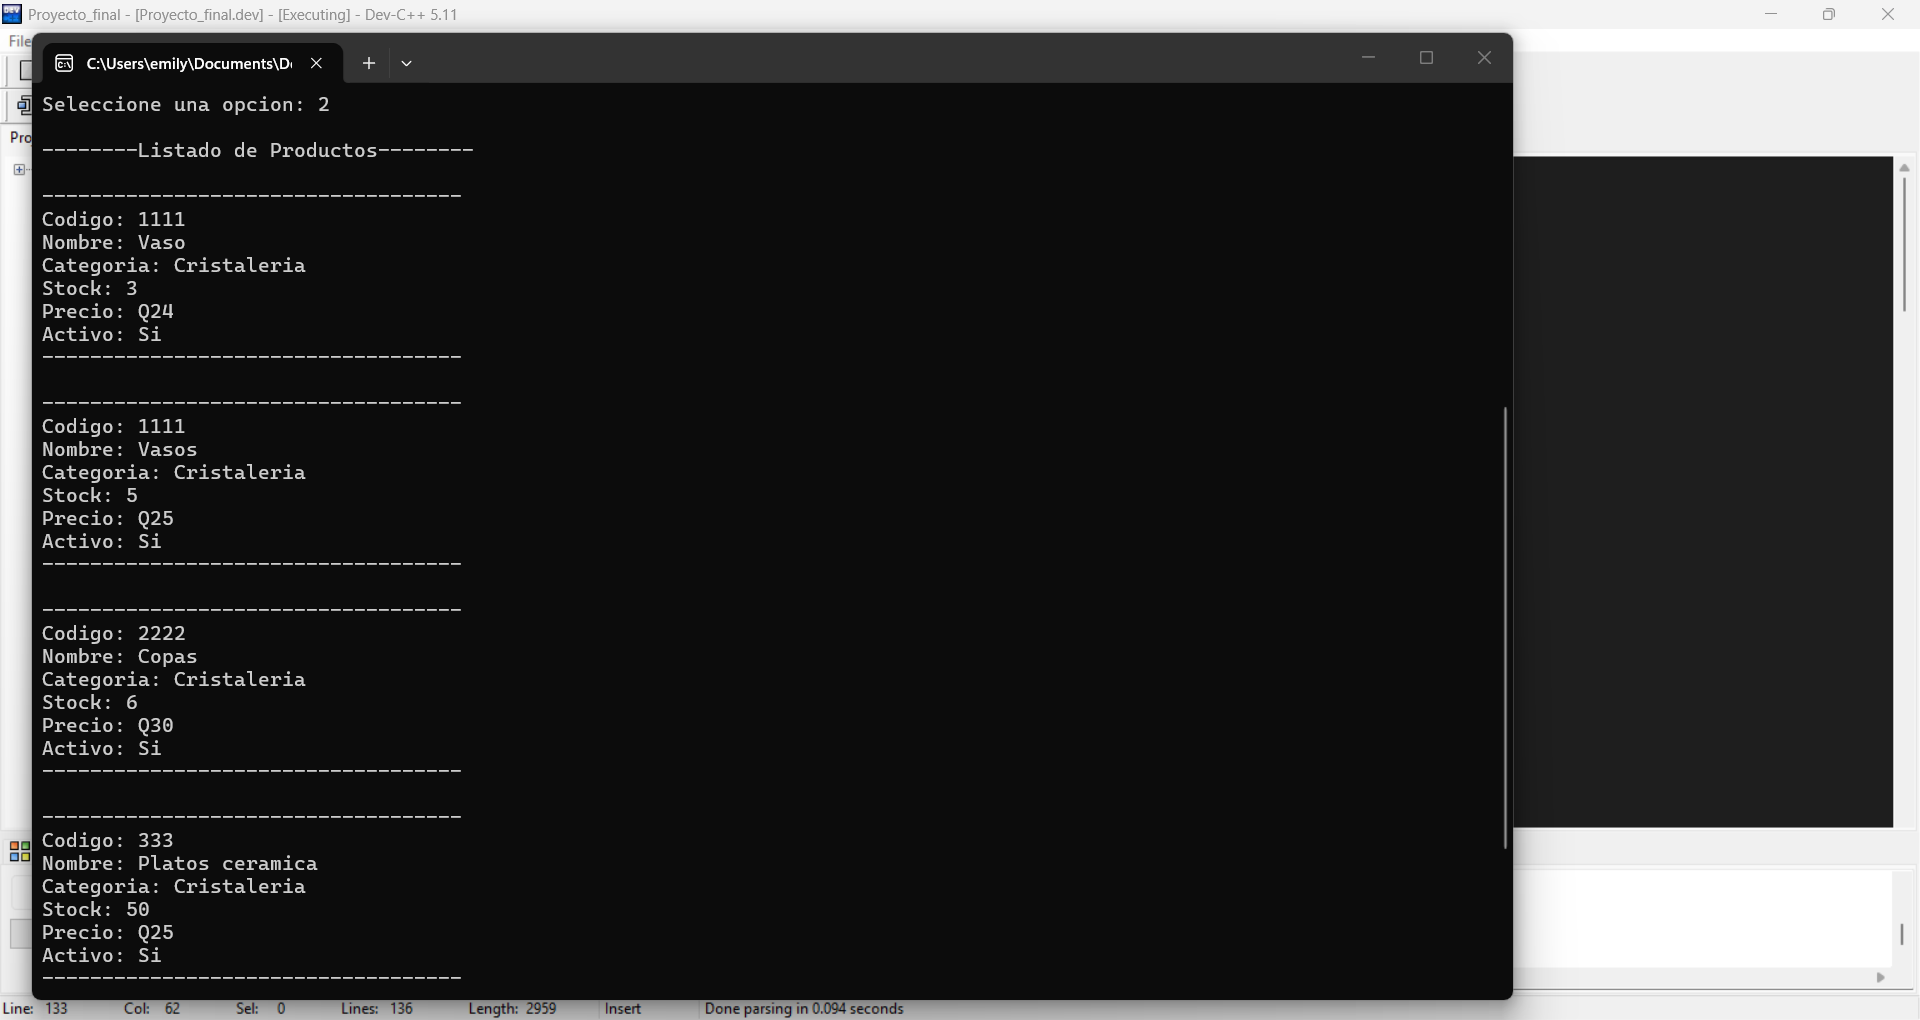 DEV Proyecto_final - [Proyecto_final.dev] - [Executing] - Dev-C++ 5.11
File
C:\Users\emily\Documents\D
Pro
Seleccione una opcion: 2
--------Listado de Productos--------
-----------------------------------
Codigo: 1111
Nombre: Vaso
Categoria: Cristaleria
Stock: 3
Precio: Q24
Activo: Si
-----------------------------------
-----------------------------------
Codigo: 1111
Nombre: Vasos
Categoria: Cristaleria
Stock: 5
Precio: Q25
Activo: Si
-----------------------------------
-----------------------------------
Codigo: 2222
Nombre: Copas
Categoria: Cristaleria
Stock: 6
Precio: Q30
Activo: Si
-----------------------------------
-----------------------------------
Codigo: 333
Nombre: Platos ceramica
Categoria: Cristaleria
Stock: 50
Precio: Q25
Activo: Si
-----------------------------------
Line: 133 Col: 62 Sel: 0 Lines: 136 Length: 2959 Insert Done parsing in 0.094 seconds